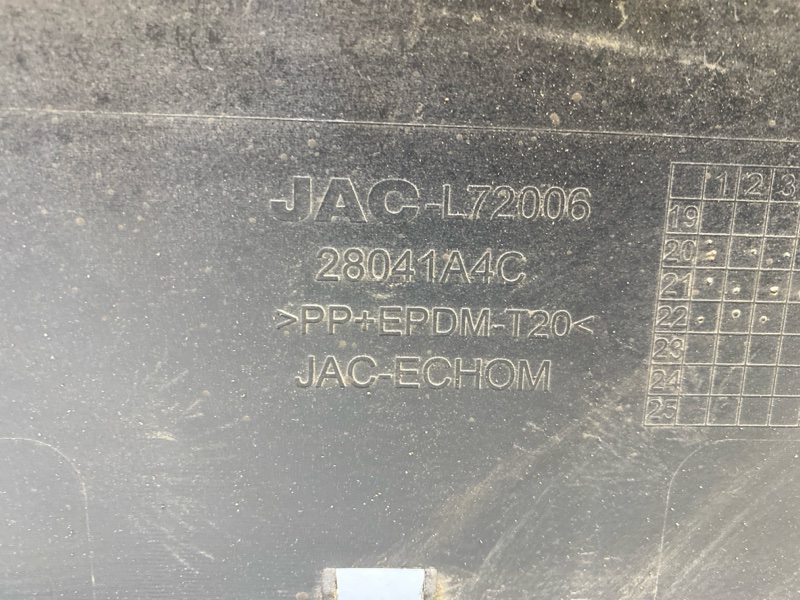 JAC-L72006
28041A4C
>PP+EPDM-T20<
JAC-ECHOM
1 2 3
19
20
21
22
23
24
25